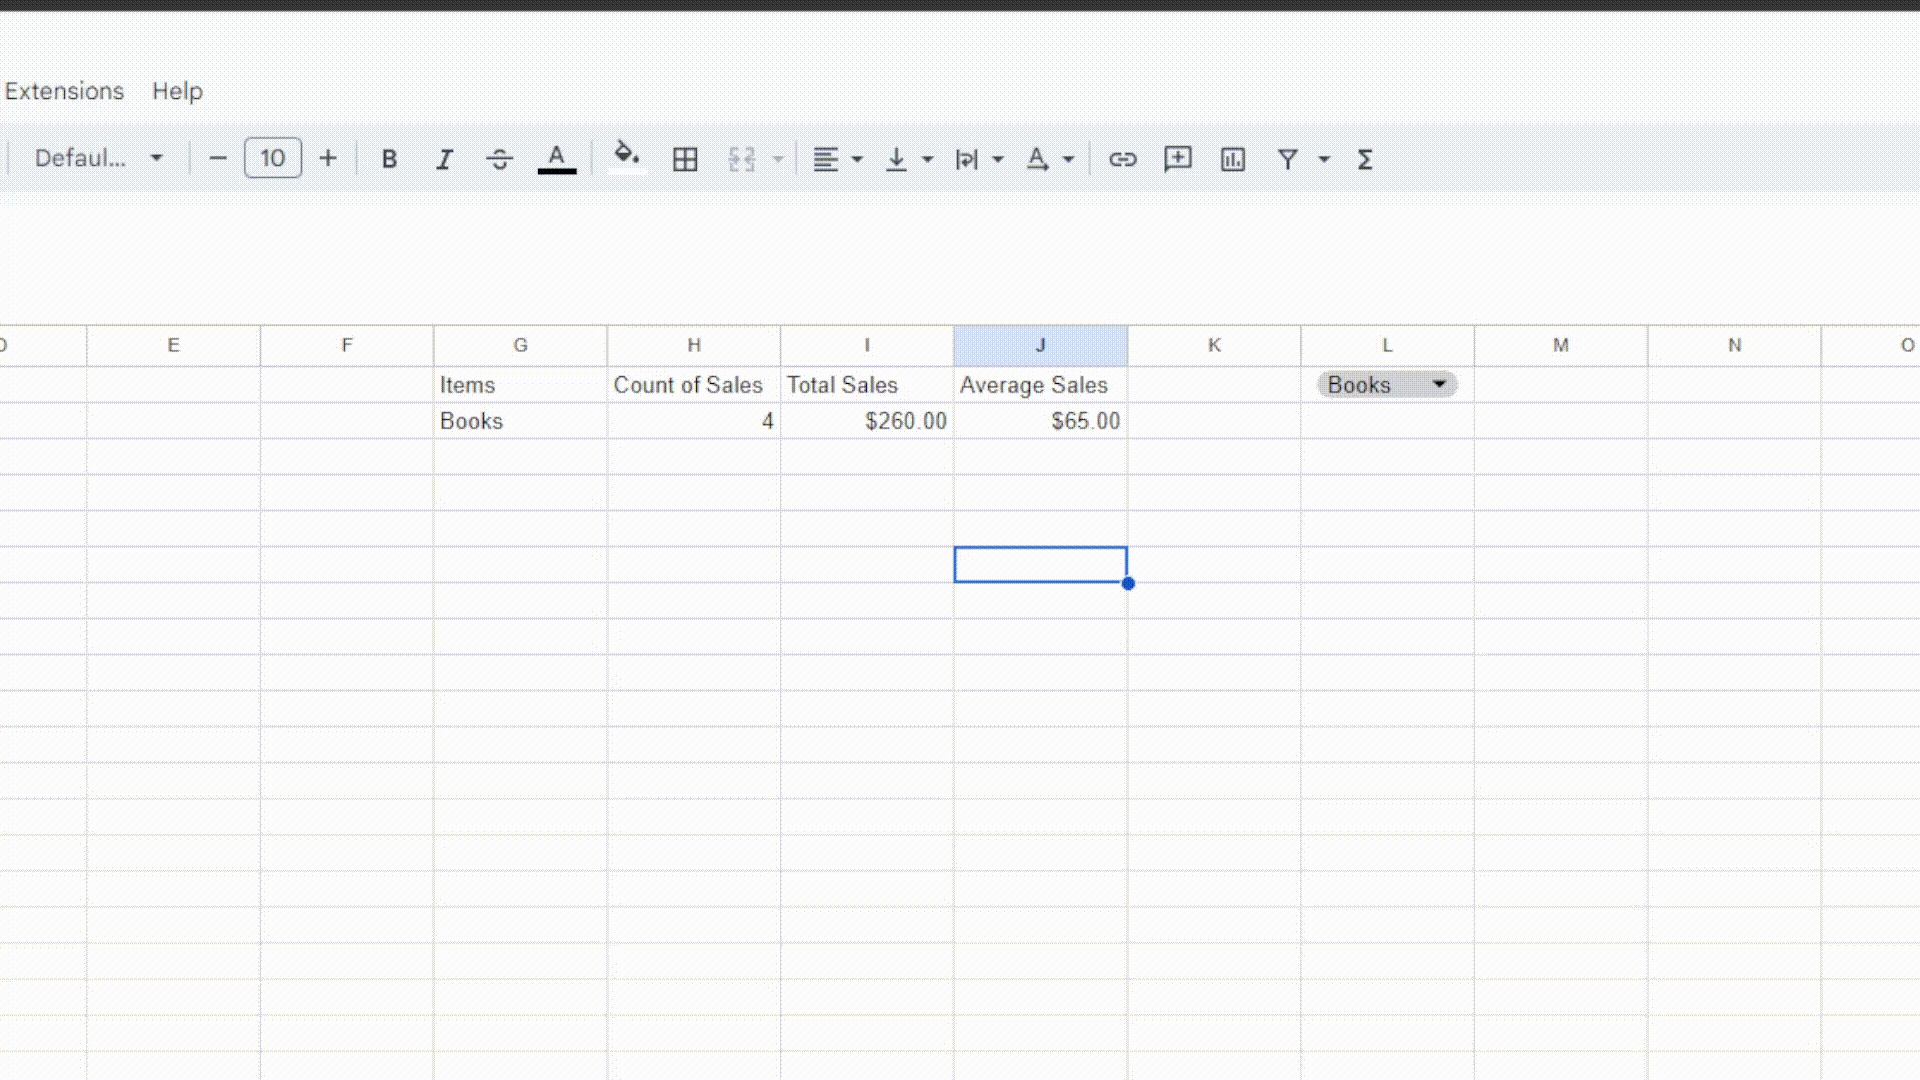 Extensions Help
Defaul... 10 B I S A A Σ
D E F G H I J K L M N O
Items Count of Sales Total Sales Average Sales Books
Books 4 $260.00 $65.00